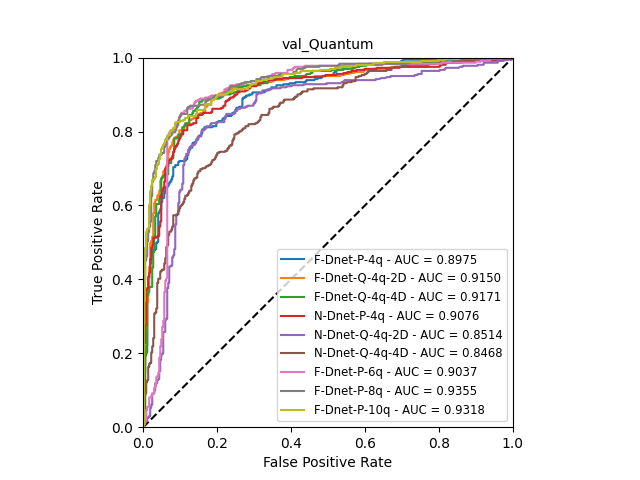 val_Quantum
1.0
0.8
0.6
0.4
0.2
0.0
True Positive Rate
F-Dnet-P-4q - AUC = 0.8975
F-Dnet-Q-4q-2D - AUC = 0.9150
F-Dnet-Q-4q-4D - AUC = 0.9171
N-Dnet-P-4q - AUC = 0.9076
N-Dnet-Q-4q-2D - AUC = 0.8514
N-Dnet-Q-4q-4D - AUC = 0.8468
F-Dnet-P-6q - AUC = 0.9037
F-Dnet-P-8q - AUC = 0.9355
F-Dnet-P-10q - AUC = 0.9318
0.0 0.2 0.4 0.6 0.8 1.0
False Positive Rate